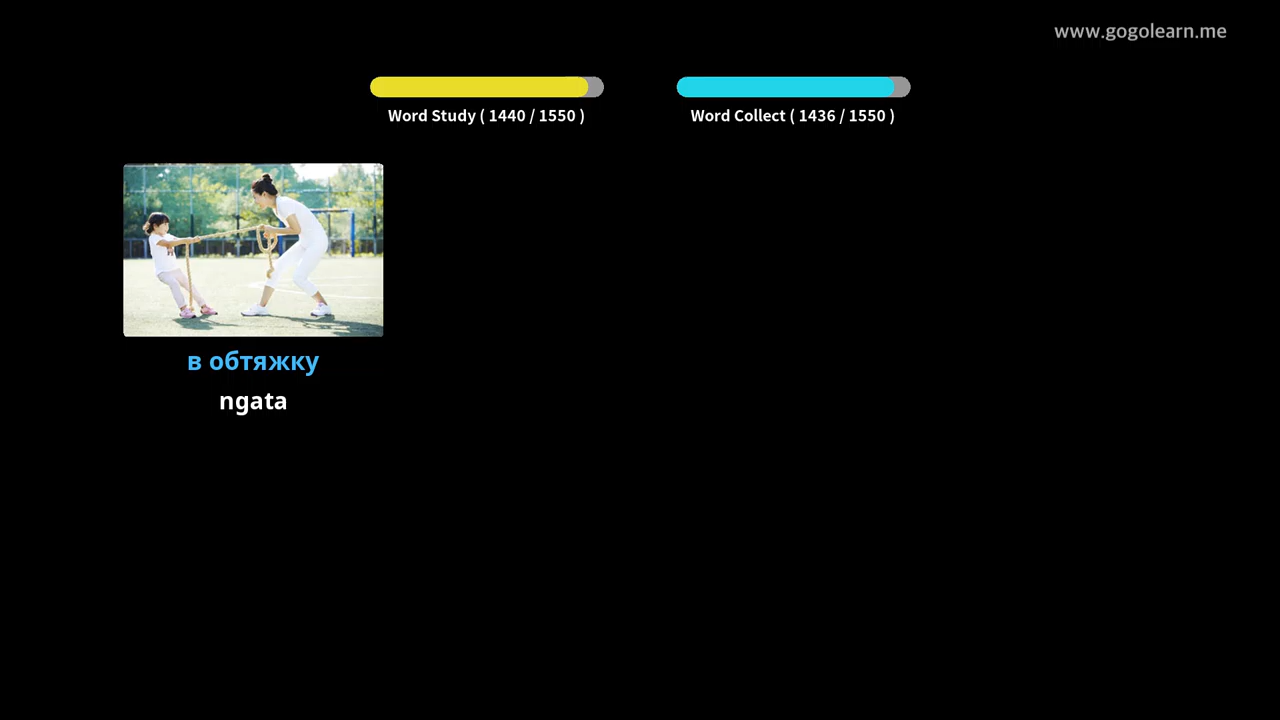 www.gogolearn.me
Word Study ( 1440 / 1550 )
Word Collect ( 1436 / 1550 )
в обтяжку
ngata